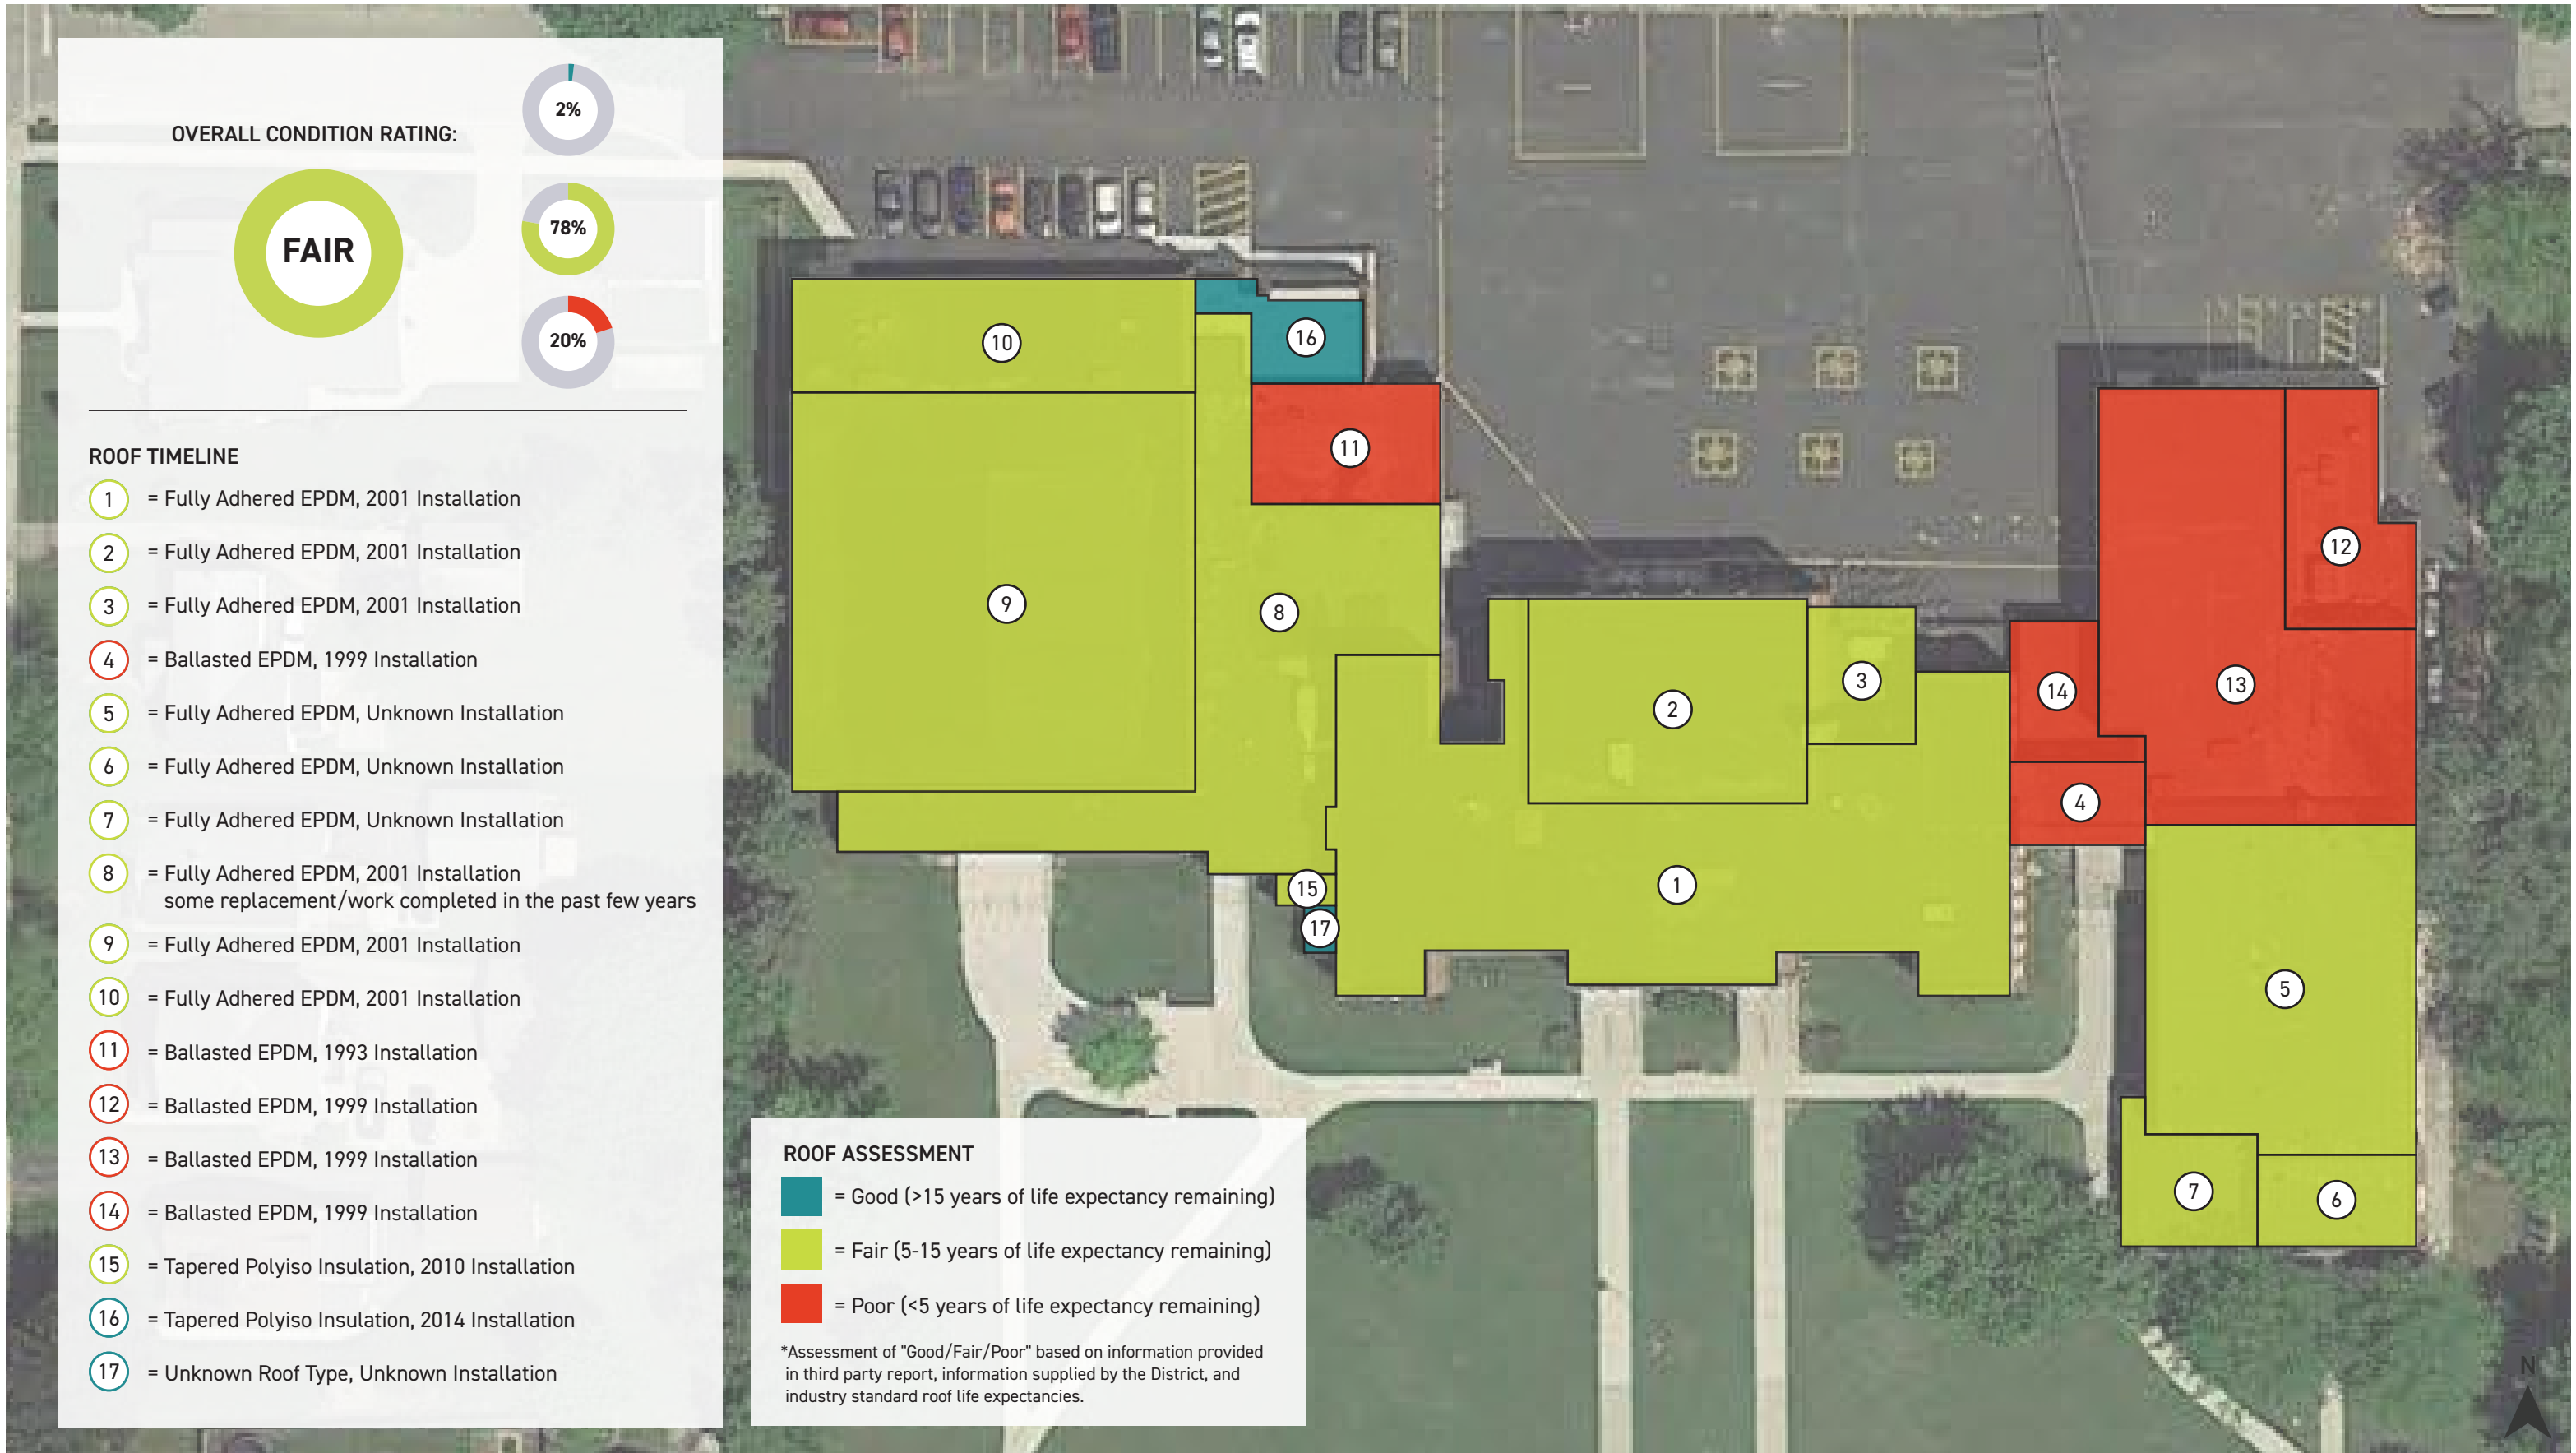 OVERALL CONDITION RATING:
FAIR
2%
78%
20%
ROOF TIMELINE
1 = Fully Adhered EPDM, 2001 Installation
2 = Fully Adhered EPDM, 2001 Installation
3 = Fully Adhered EPDM, 2001 Installation
4 = Ballasted EPDM, 1999 Installation
5 = Fully Adhered EPDM, Unknown Installation
6 = Fully Adhered EPDM, Unknown Installation
7 = Fully Adhered EPDM, Unknown Installation
8 = Fully Adhered EPDM, 2001 Installation
some replacement/work completed in the past few years
9 = Fully Adhered EPDM, 2001 Installation
10 = Fully Adhered EPDM, 2001 Installation
11 = Ballasted EPDM, 1993 Installation
12 = Ballasted EPDM, 1999 Installation
13 = Ballasted EPDM, 1999 Installation
14 = Ballasted EPDM, 1999 Installation
15 = Tapered Polyiso Insulation, 2010 Installation
16 = Tapered Polyiso Insulation, 2014 Installation
17 = Unknown Roof Type, Unknown Installation
10
16
11
9
8
12
2
3
14
13
4
15
1
17
5
7
6
ROOF ASSESSMENT
= Good (>15 years of life expectancy remaining)
= Fair (5-15 years of life expectancy remaining)
= Poor (<5 years of life expectancy remaining)
*Assessment of "Good/Fair/Poor" based on information provided
in third party report, information supplied by the District, and
industry standard roof life expectancies.
N